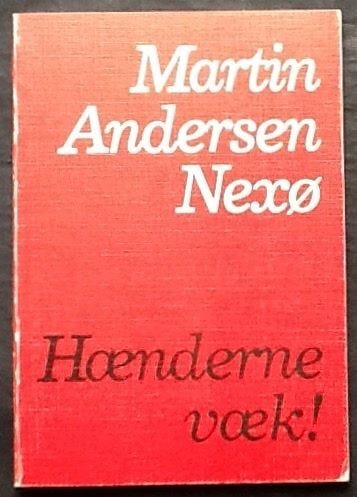 Martin
Andersen
Nexø
Hænderne
væk!